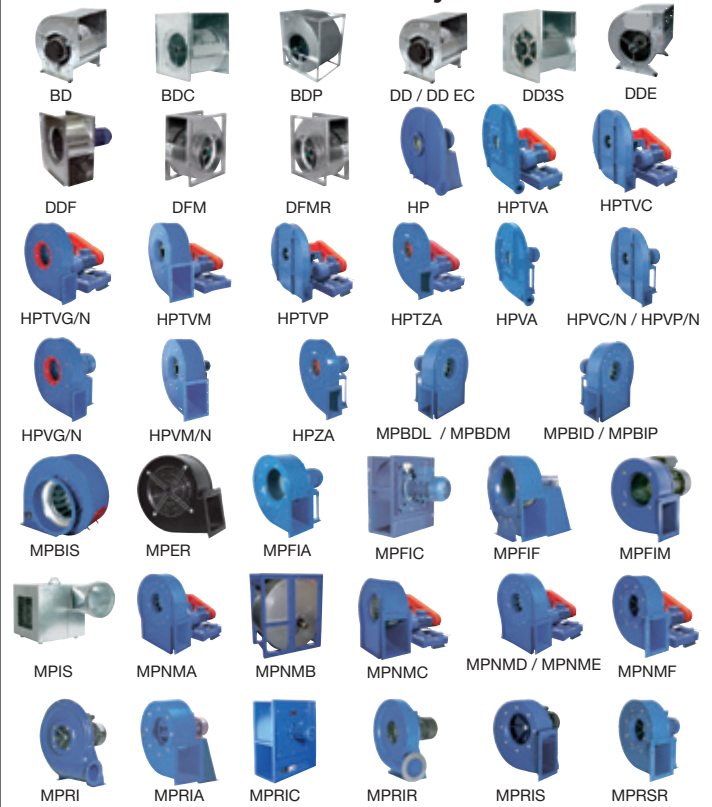 BD BDC BDP DD / DD EC DD3S DDE
DDF DFM DFMR HP HPTVA HPTVC
HPTVG/N HPTVM HPTVP HPTZA HPVA HPVC/N / HPVP/N
HPVG/N HPVM/N HPZA MPBDL / MPBDM MPBID / MPBIP
MPBIS MPER MPFIA MPFIC MPFIF MPFIM
MPIS MPNMA MPNMB MPNMC MPNMD / MPNME MPNMF
MPRI MPRIA MPRIC MPRIR MPRIS MPRSR